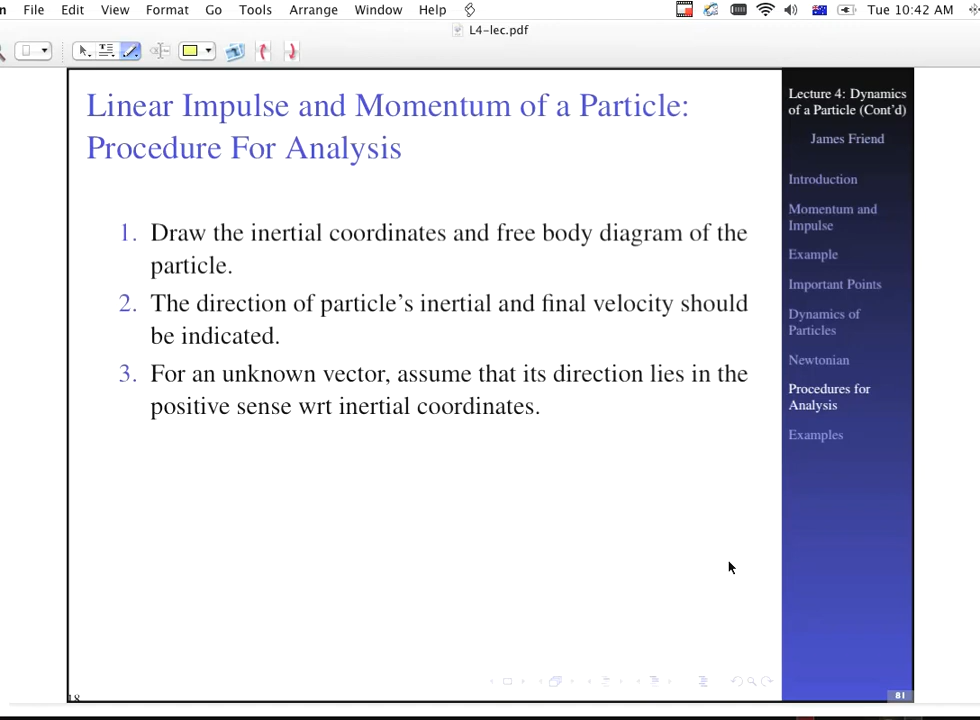 File Edit View Format Go Tools Arrange Window Help Tue 10:42 AM
L4-lec.pdf
Linear Impulse and Momentum of a Particle:
Procedure For Analysis
1. Draw the inertial coordinates and free body diagram of the
particle.
2. The direction of particle's inertial and final velocity should
be indicated.
3. For an unknown vector, assume that its direction lies in the
positive sense wrt inertial coordinates.
Lecture 4: Dynamics
of a Particle (Cont'd)
James Friend
Introduction
Momentum and
Impulse
Example
Important Points
Dynamics of
Particles
Newtonian
Procedures for
Analysis
Examples
18
81